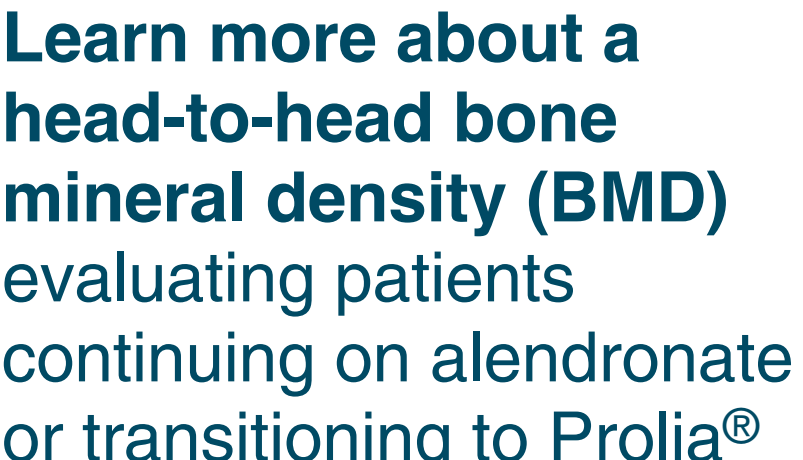 Learn more about a
head-to-head bone
mineral density (BMD)
evaluating patients
continuing on alendronate
or transitioning to Prolia®